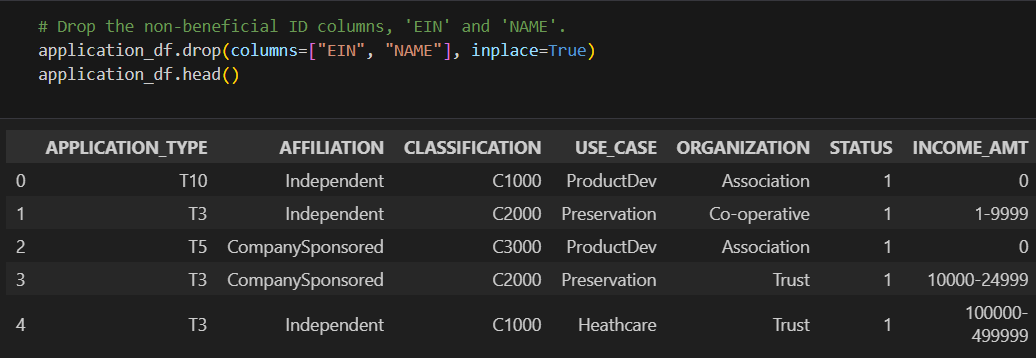 # Drop the non-beneficial ID columns, 'EIN' and 'NAME'.
application_df.drop(columns=["EIN", "NAME"], inplace=True)
application_df.head()
APPLICATION_TYPE AFFILIATION CLASSIFICATION USE_CASE ORGANIZATION STATUS INCOME_AMT
0 T10 Independent C1000 ProductDev Association 1 0
1 T3 Independent C2000 Preservation Co-operative 1 1-9999
2 T5 CompanySponsored C3000 ProductDev Association 1 0
3 T3 CompanySponsored C2000 Preservation Trust 1 10000-24999
4 T3 Independent C1000 Heathcare Trust 1 100000-
499999